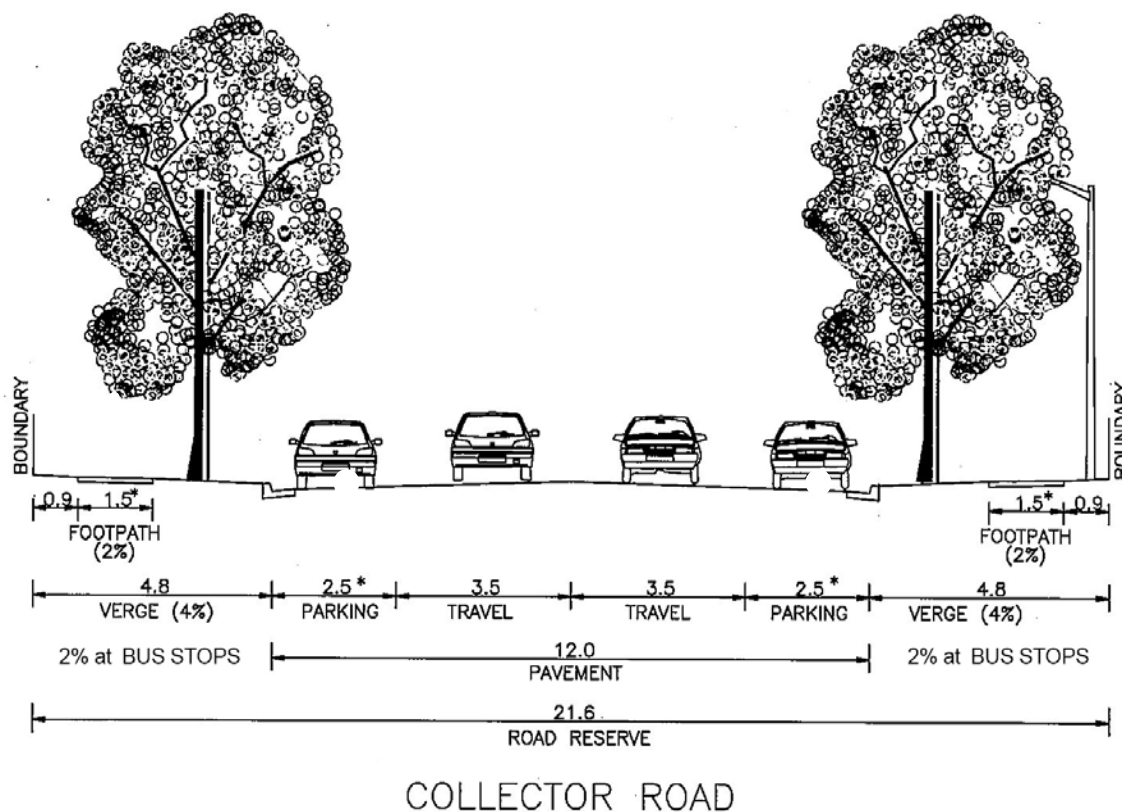 BOUNDARY
BOUNDARY
0.9 1.5* 1.5* 0.9
FOOTPATH FOOTPATH
(2%) (2%)
4.8 2.5* 3.5 3.5 2.5* 4.8
VERGE (4%) PARKING TRAVEL TRAVEL PARKING VERGE (4%)
2% at BUS STOPS 12.0 2% at BUS STOPS
PAVEMENT
21.6
ROAD RESERVE
COLLECTOR ROAD